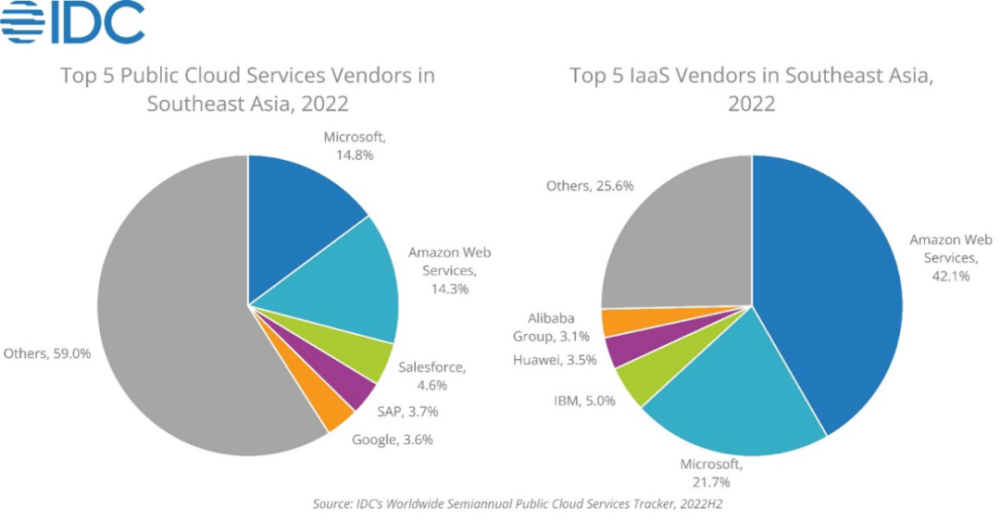 IDC
Top 5 Public Cloud Services Vendors in
Southeast Asia, 2022
Microsoft,
14.8%
Amazon Web
Services,
14.3%
Salesforce,
4.6%
SAP, 3.7%
Google, 3.6%
Others, 59.0%
Top 5 IaaS Vendors in Southeast Asia,
2022
Others, 25.6%
Amazon Web
Services,
42.1%
Alibaba
Group, 3.1%
Huawei, 3.5%
IBM, 5.0%
Microsoft,
21.7%
Source: IDC's Worldwide Semiannual Public Cloud Services Tracker, 2022H2